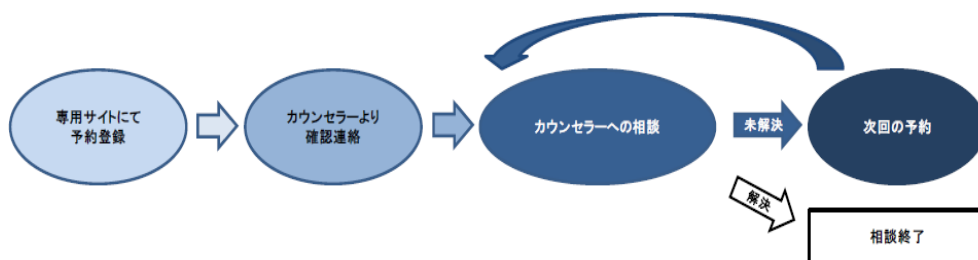 専用サイトにて
予約登録
カウンセラーより
確認連絡
カウンセラーへの相談
未解決
次回の予約
解決
相談終了